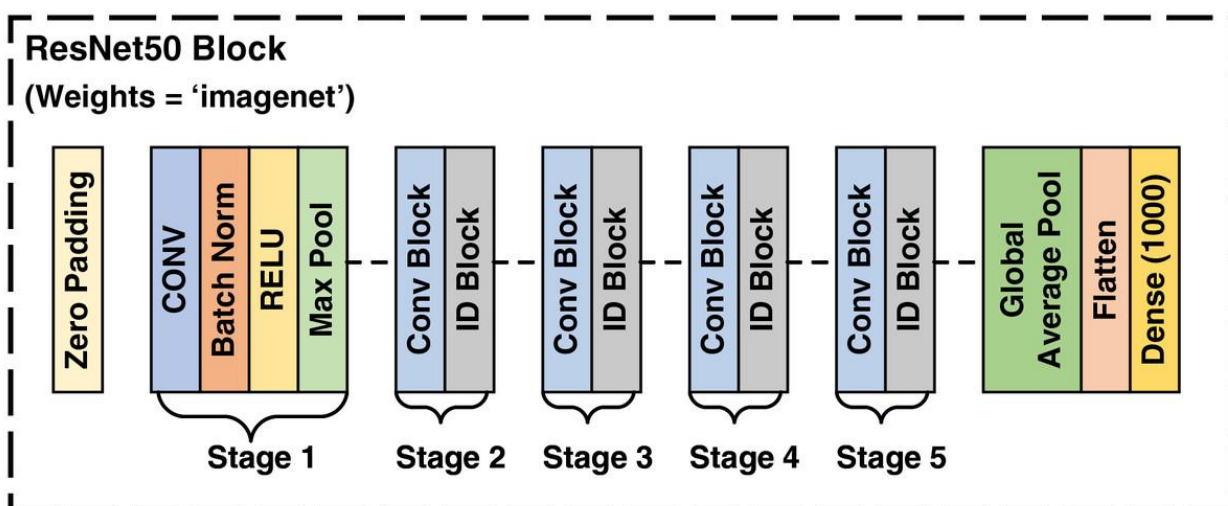 ResNet50 Block
(Weights = ‘imagenet’)
Zero Padding
CONV
Batch Norm
RELU
Max Pool
Conv Block
ID Block
Conv Block
ID Block
Conv Block
ID Block
Conv Block
ID Block
Global
Average Pool
Flatten
Dense (1000)
Stage 1
Stage 2
Stage 3
Stage 4
Stage 5